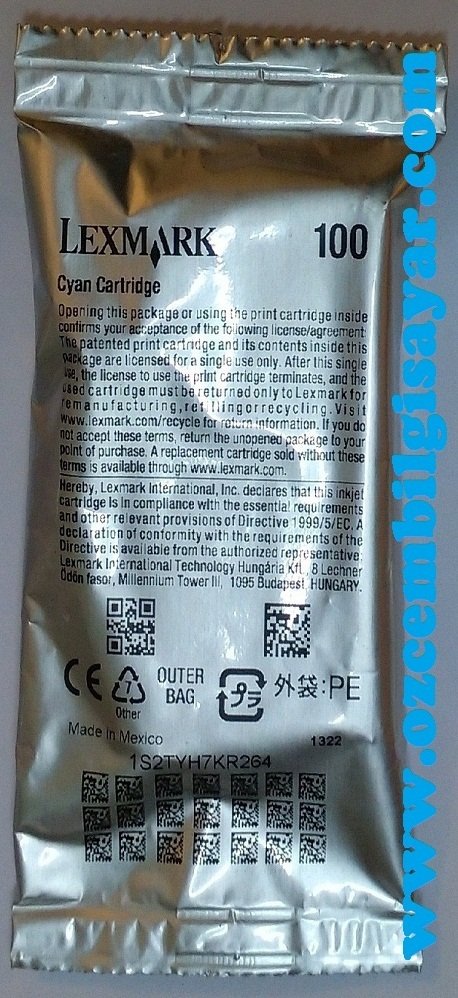 LEXMARK 100
Cyan Cartridge
Opening this package or using the print cartridge inside
confirms your acceptance of the following license/agreement:
The patented print cartridge and its contents inside this
package are licensed for a single use only. After this single
use, the license to use the print cartridge terminates, and the
used cartridge must be returned only to Lexmark for
remanufacturing, refilling or recycling. Visit
www.lexmark.com/recycle for return information. If you do
not accept these terms, return the unopened package to your
point of purchase. A replacement cartridge sold without these
terms is available through www.lexmark.com.
Hereby, Lexmark International, Inc. declares that this inkjet
cartridge is in compliance with the essential requirements
and other relevant provisions of Directive 1999/5/EC. A
declaration of conformity with the requirements of the
Directive is available from the authorized representative:
Lexmark International Technology Hungária Kft., 8 Lechner
Ödön fasor, Millennium Tower III, 1095 Budapest, HUNGARY.
CE 7 OUTER プラ 外袋:PE
BAG
Other
Made in Mexico 1322
1S2TYH7KR264
www.ozcembilgisayar.com